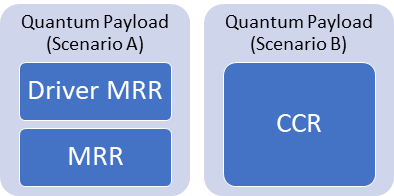 Quantum Payload
(Scenario A)
Driver MRR
MRR
Quantum Payload
(Scenario B)
CCR